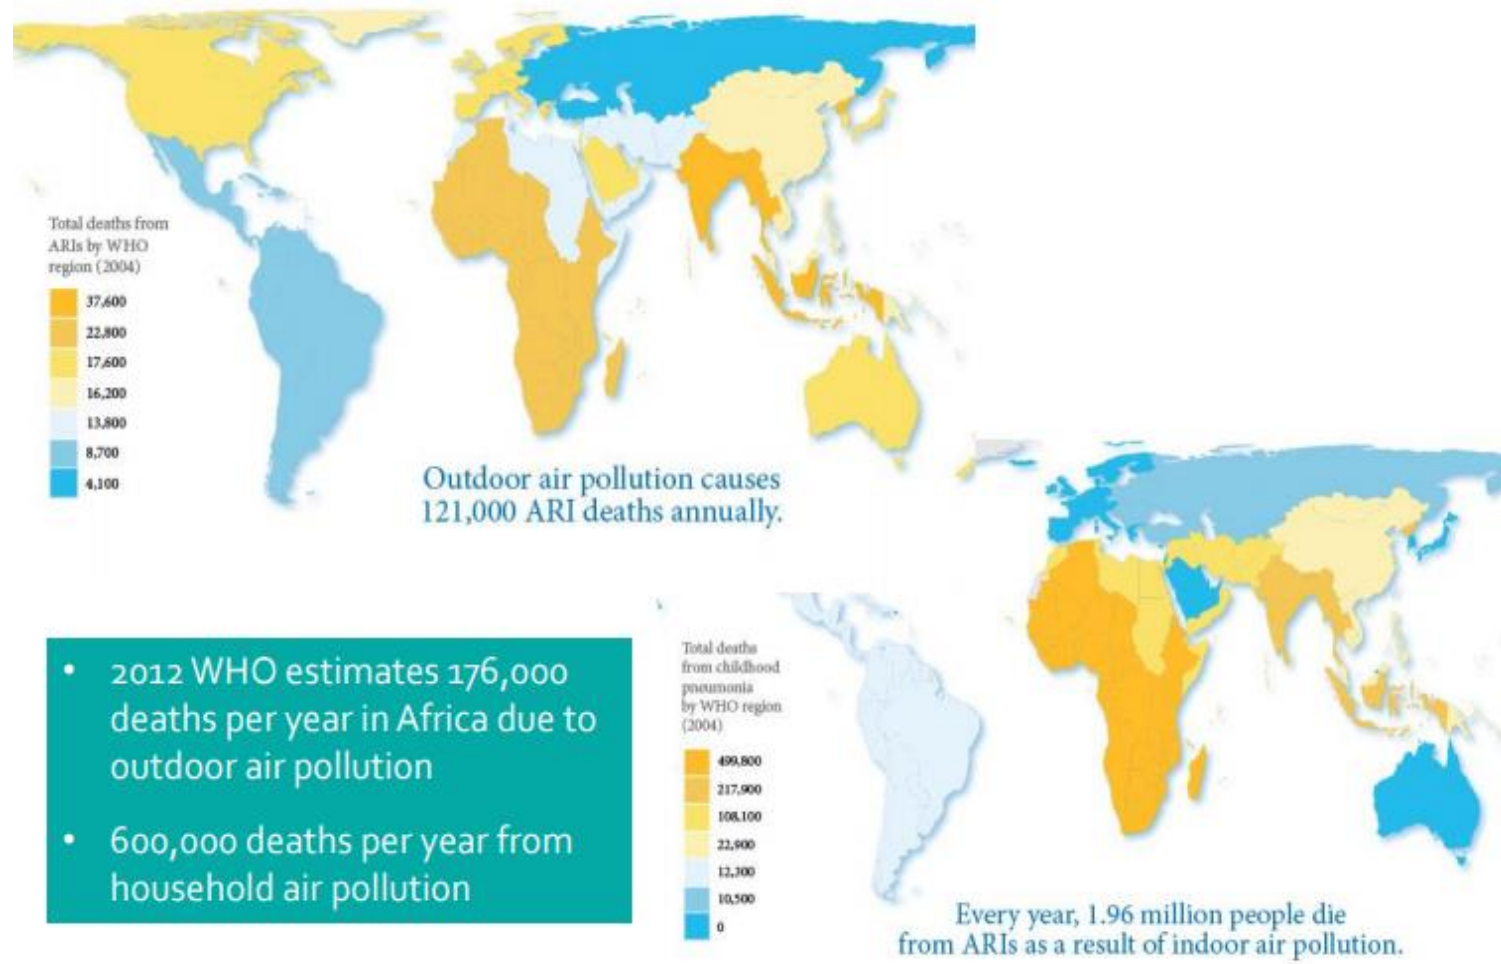 Total deaths from
ARIs by WHO
region (2004)
37,600
22,800
17,600
16,200
13,800
8,700
4,100
Outdoor air pollution causes
121,000 ARI deaths annually.
• 2012 WHO estimates 176,000
deaths per year in Africa due to
outdoor air pollution
• 600,000 deaths per year from
household air pollution
Total deaths
from childhood
pneumonia
by WHO region
(2004)
499,800
217,900
108,100
22,900
12,300
10,500
0
Every year, 1.96 million people die
from ARIs as a result of indoor air pollution.